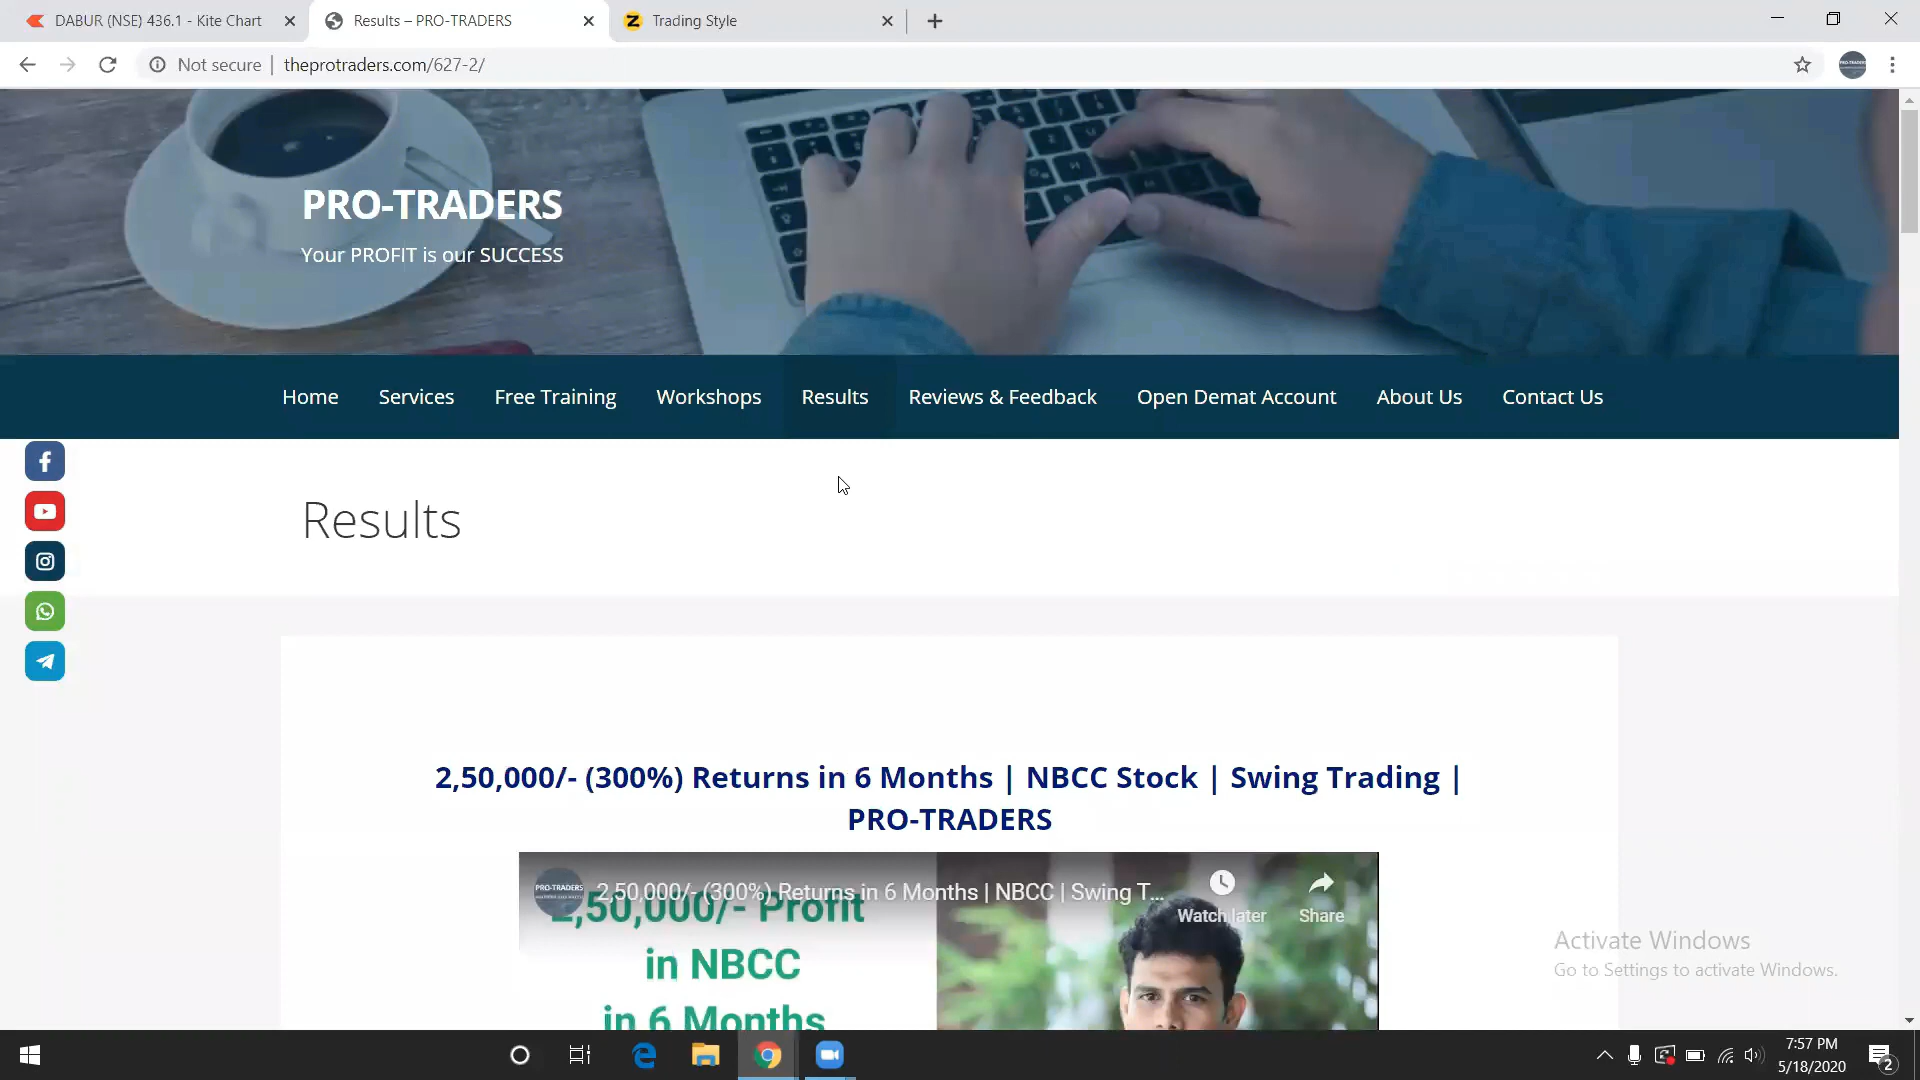 DABUR (NSE) 436.1 - Kite Chart
Results – PRO-TRADERS
Trading Style
Not secure
theprotraders.com/627-2/
PRO-TRADERS
Your PROFIT is our SUCCESS
Home
Services
Free Training
Workshops
Results
Reviews & Feedback
Open Demat Account
About Us
Contact Us
Results
2,50,000/- (300%) Returns in 6 Months | NBCC Stock | Swing Trading |
PRO-TRADERS
PRO-TRADERS
2,50,000/- (300%) Returns in 6 Months | NBCC | Swing T...
Watch later
Share
2,50,000/- Profit
in NBCC
in 6 Months
Activate Windows
Go to Settings to activate Windows.
7:57 PM
5/18/2020
2